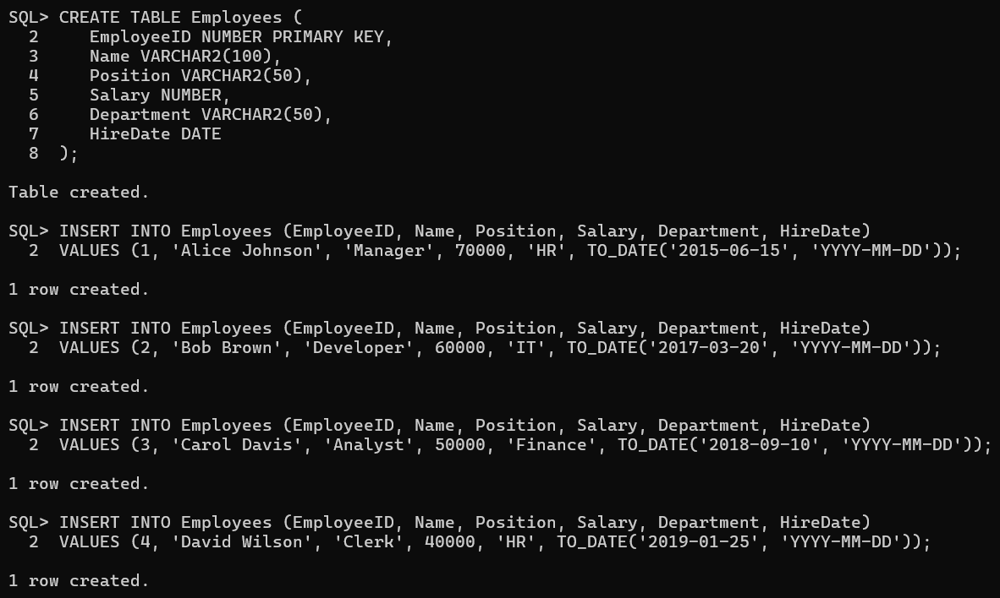 SQL> CREATE TABLE Employees (
  2     EmployeeID NUMBER PRIMARY KEY,
  3     Name VARCHAR2(100),
  4     Position VARCHAR2(50),
  5     Salary NUMBER,
  6     Department VARCHAR2(50),
  7     HireDate DATE
  8  );
Table created.
SQL> INSERT INTO Employees (EmployeeID, Name, Position, Salary, Department, HireDate)
  2  VALUES (1, 'Alice Johnson', 'Manager', 70000, 'HR', TO_DATE('2015-06-15', 'YYYY-MM-DD'));
1 row created.
SQL> INSERT INTO Employees (EmployeeID, Name, Position, Salary, Department, HireDate)
  2  VALUES (2, 'Bob Brown', 'Developer', 60000, 'IT', TO_DATE('2017-03-20', 'YYYY-MM-DD'));
1 row created.
SQL> INSERT INTO Employees (EmployeeID, Name, Position, Salary, Department, HireDate)
  2  VALUES (3, 'Carol Davis', 'Analyst', 50000, 'Finance', TO_DATE('2018-09-10', 'YYYY-MM-DD'));
1 row created.
SQL> INSERT INTO Employees (EmployeeID, Name, Position, Salary, Department, HireDate)
  2  VALUES (4, 'David Wilson', 'Clerk', 40000, 'HR', TO_DATE('2019-01-25', 'YYYY-MM-DD'));
1 row created.